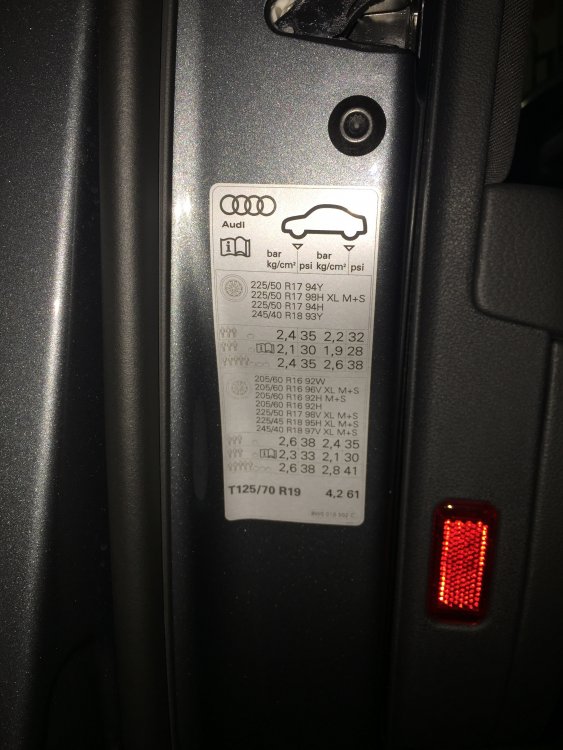 Audi
i
bar psi bar psi
kg/cm² kg/cm²
225/50 R17 94Y
225/50 R17 98H XL M+S
225/50 R17 94H
245/40 R18 93Y
2,4 35 2,2 32
i 2,1 30 1,9 28
2,4 35 2,6 38
205/60 R16 92W
205/60 R16 96V XL M+S
205/60 R16 92H M+S
205/60 R16 92H
225/50 R17 98V XL M+S
225/45 R18 95H XL M+S
245/40 R18 97V XL M+S
2,6 38 2,4 35
i 2,3 33 2,1 30
2,6 38 2,8 41
T125/70 R19 4,2 61